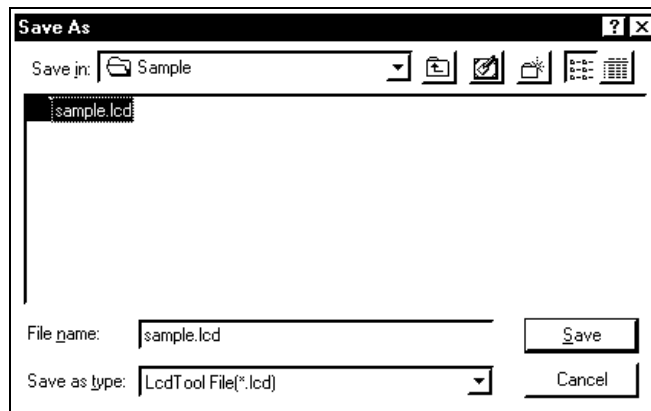 Save As
Save in: Sample
sample.lcd
File name: sample.lcd
Save
Save as type: LcdTool File(*.lcd)
Cancel